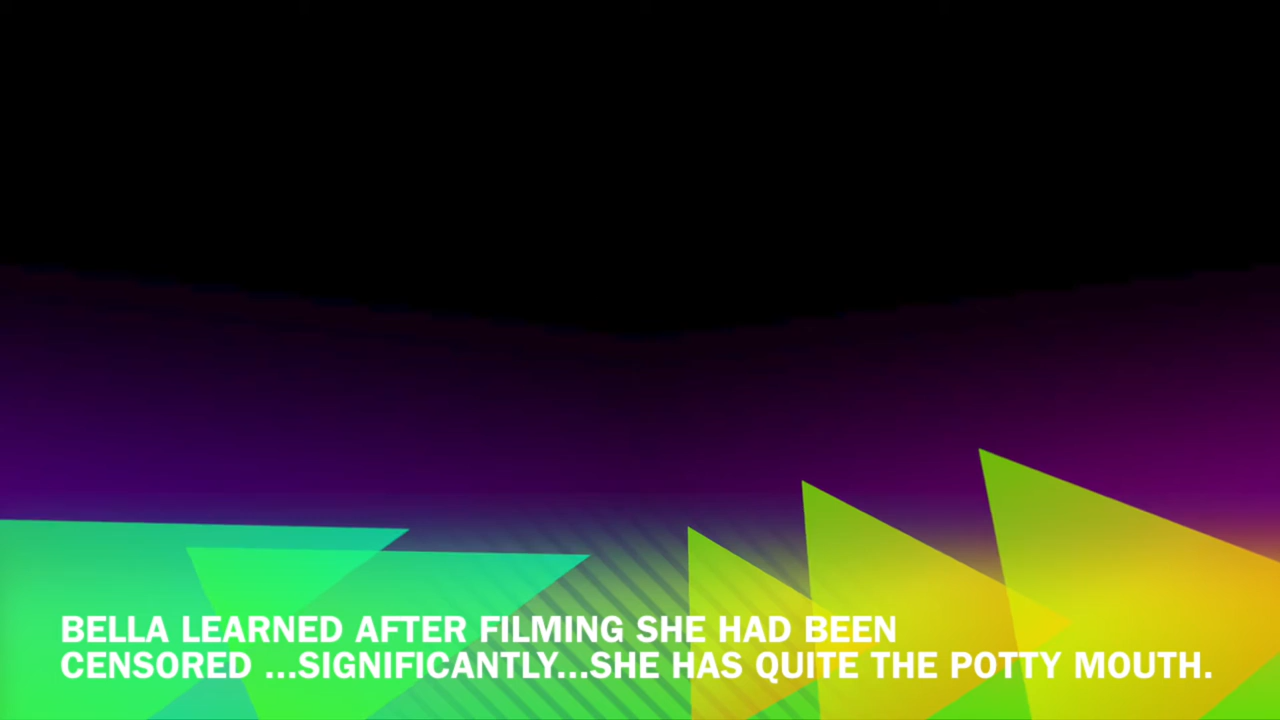 BELLA LEARNED AFTER FILMING SHE HAD BEEN
CENSORED ...SIGNIFICANTLY...SHE HAS QUITE THE POTTY MOUTH.